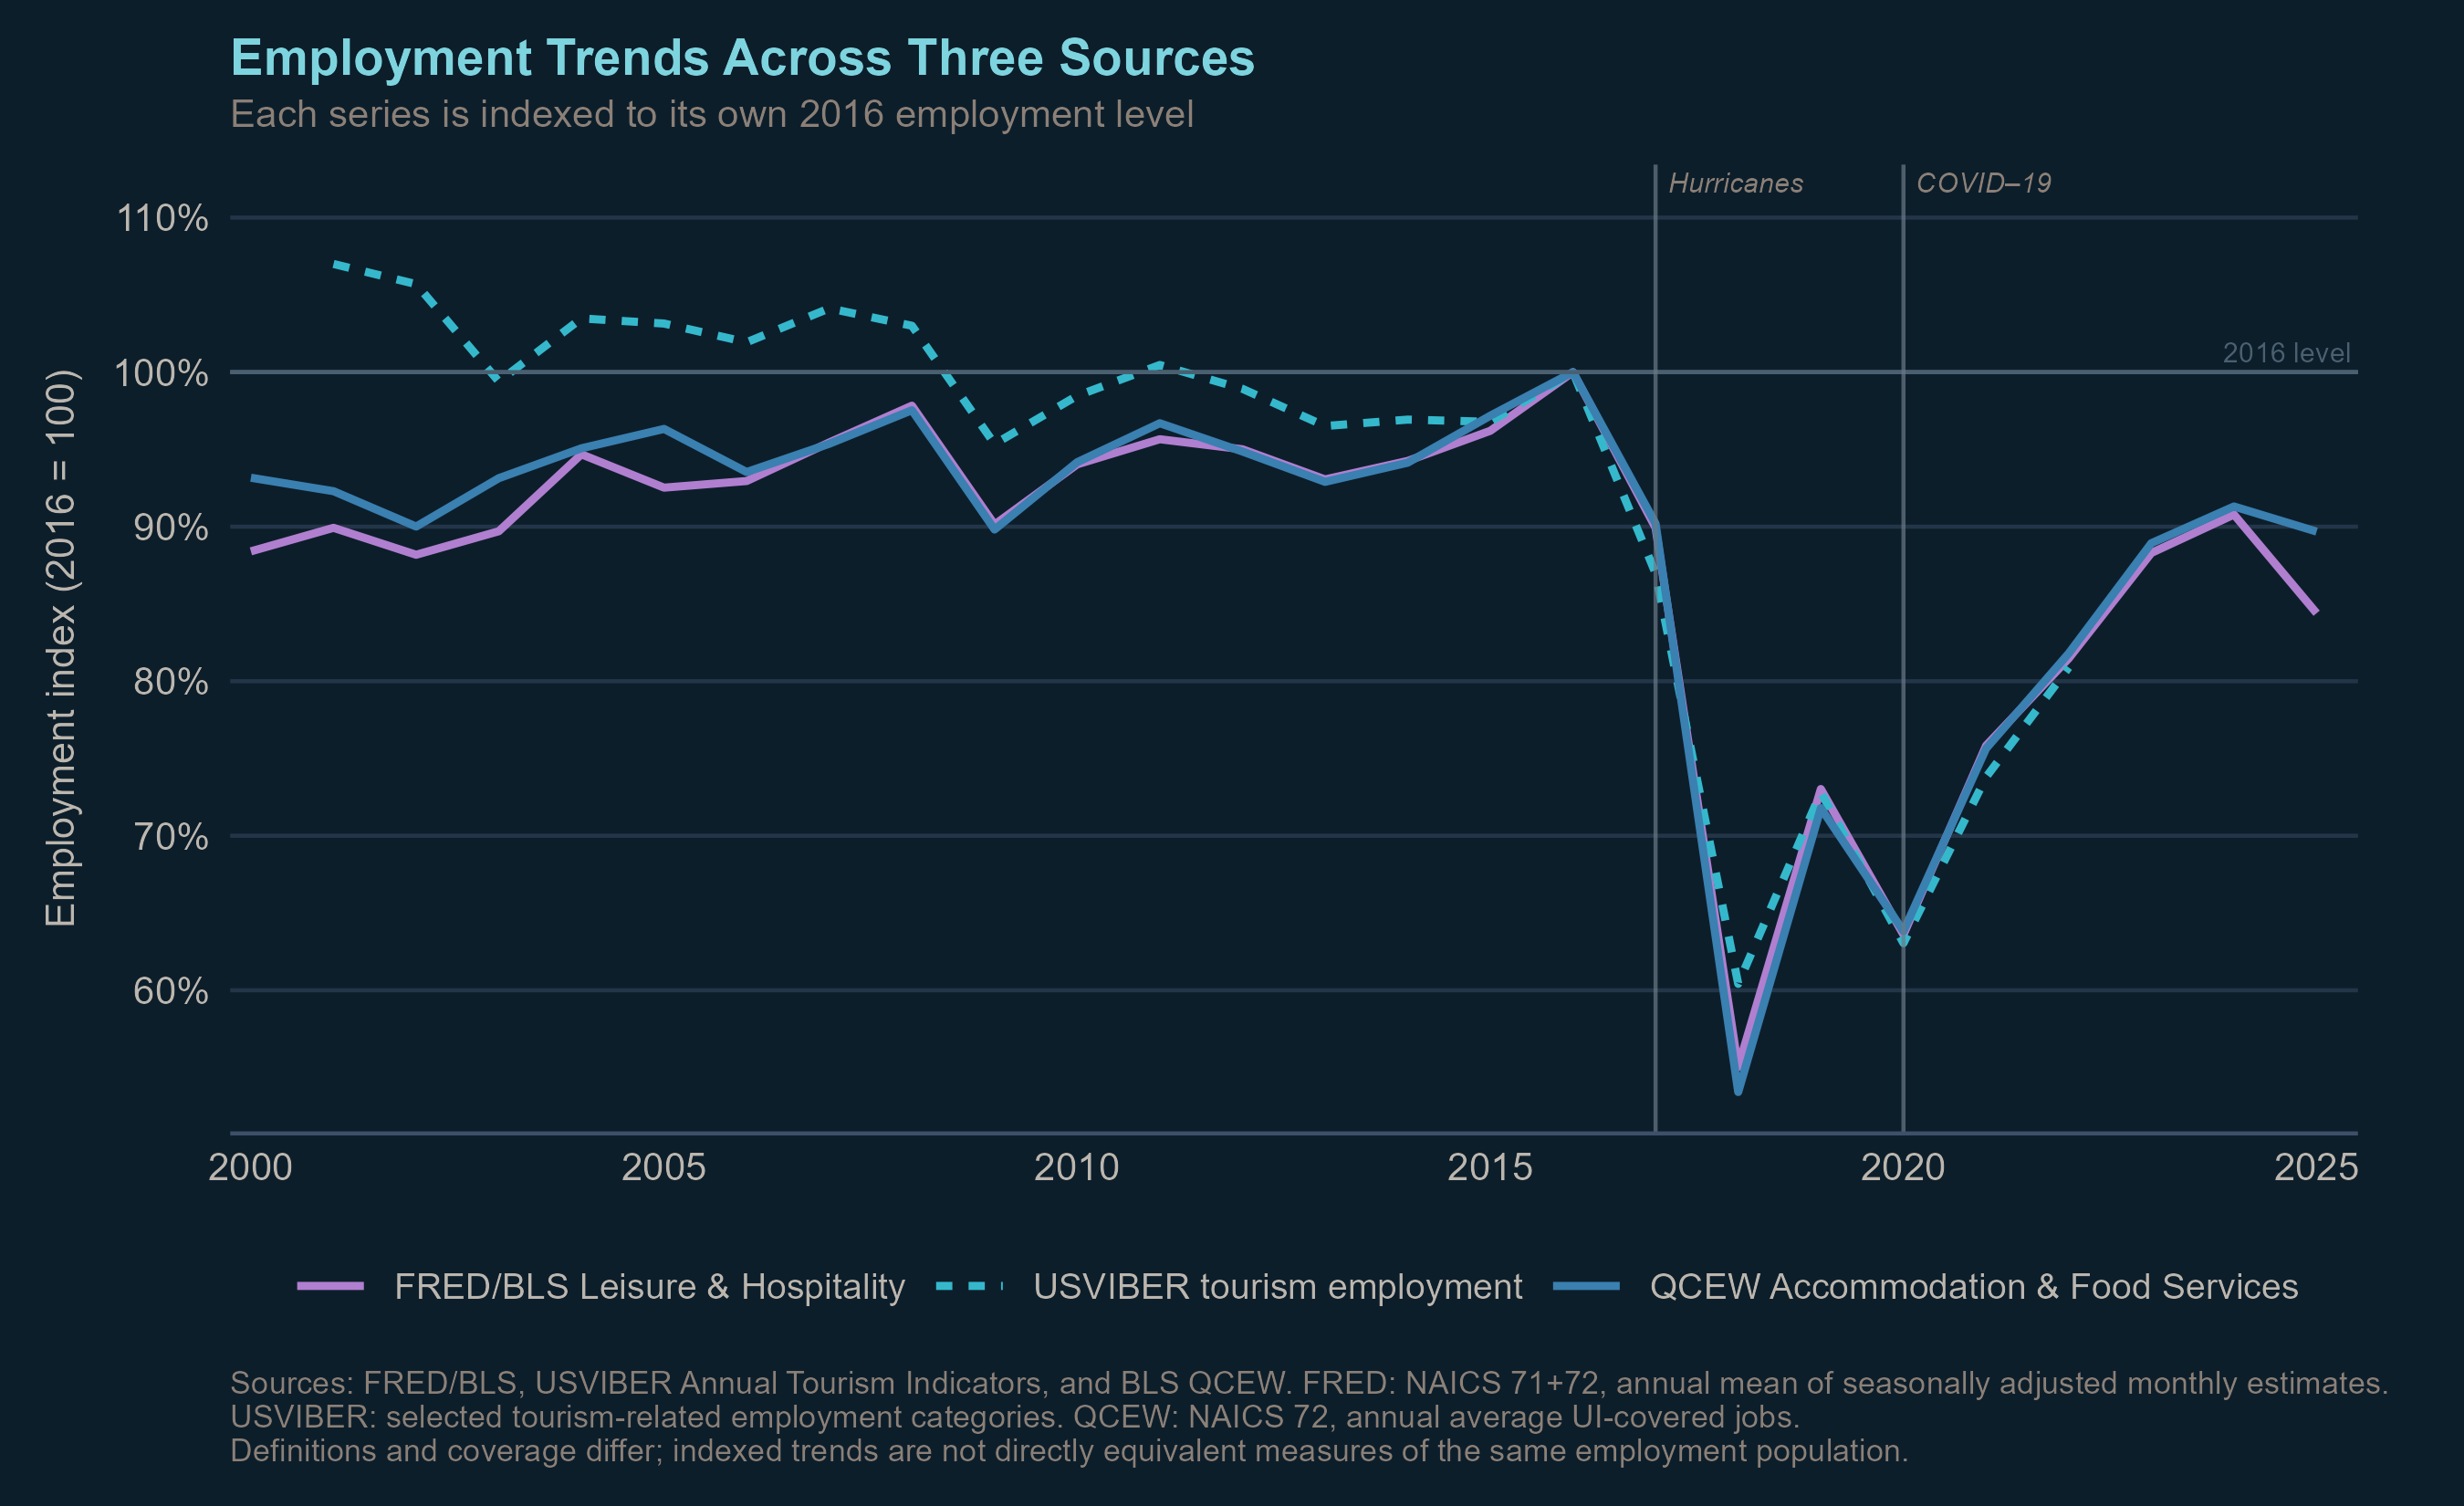 Employment Trends Across Three Sources
Each series is indexed to its own 2016 employment level
Hurricanes
COVID–19
110%
100%
2016 level
90%
80%
70%
60%
Employment index (2016 = 100)
2000
2005
2010
2015
2020
2025
FRED/BLS Leisure & Hospitality
USVIBER tourism employment
QCEW Accommodation & Food Services
Sources: FRED/BLS, USVIBER Annual Tourism Indicators, and BLS QCEW. FRED: NAICS 71+72, annual mean of seasonally adjusted monthly estimates.
USVIBER: selected tourism-related employment categories. QCEW: NAICS 72, annual average UI-covered jobs.
Definitions and coverage differ; indexed trends are not directly equivalent measures of the same employment population.